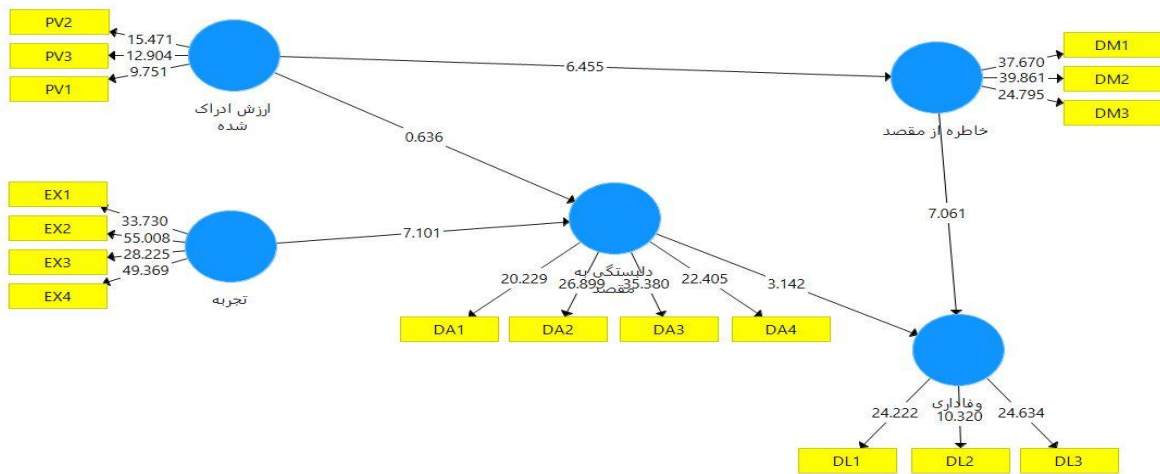 PV2
15.471
PV3
12.904
PV1
9.751
ارزش ادراک
شده
6.455
DM1
37.670
DM2
39.861
DM3
24.795
خاطره از مقصد
0.636
EX1
33.730
EX2
55.008
EX3
28.225
EX4
49.369
تجربه
7.101
دلبستگی به
مقصد
20.229
26.899
35.380
22.405
DA1
DA2
DA3
DA4
3.142
7.061
وفاداری
24.222
10.320
24.634
DL1
DL2
DL3